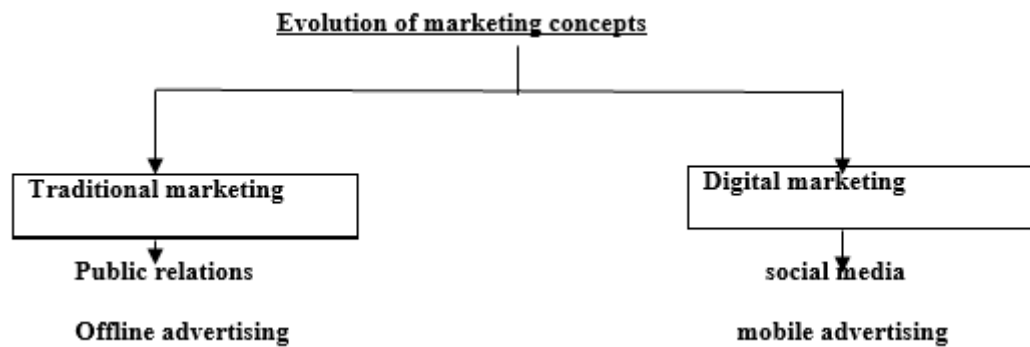 Evolution of marketing concepts
Traditional marketing
Digital marketing
Public relations
social media
Offline advertising
mobile advertising